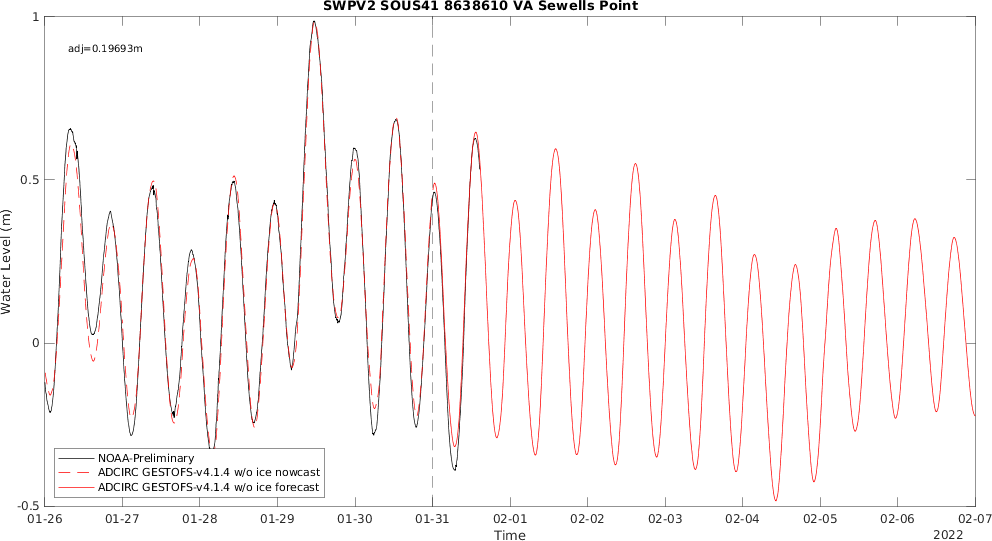 SWPV2 SOUS41 8638610 VA Sewells Point
adj=0.19693m
1
0.5
0
-0.5
Water Level (m)
NOAA-Preliminary
ADCIRC GESTOFS-v4.1.4 w/o ice nowcast
ADCIRC GESTOFS-v4.1.4 w/o ice forecast
01-26 01-27 01-28 01-29 01-30 01-31 02-01 02-02 02-03 02-04 02-05 02-06 02-07
Time
2022